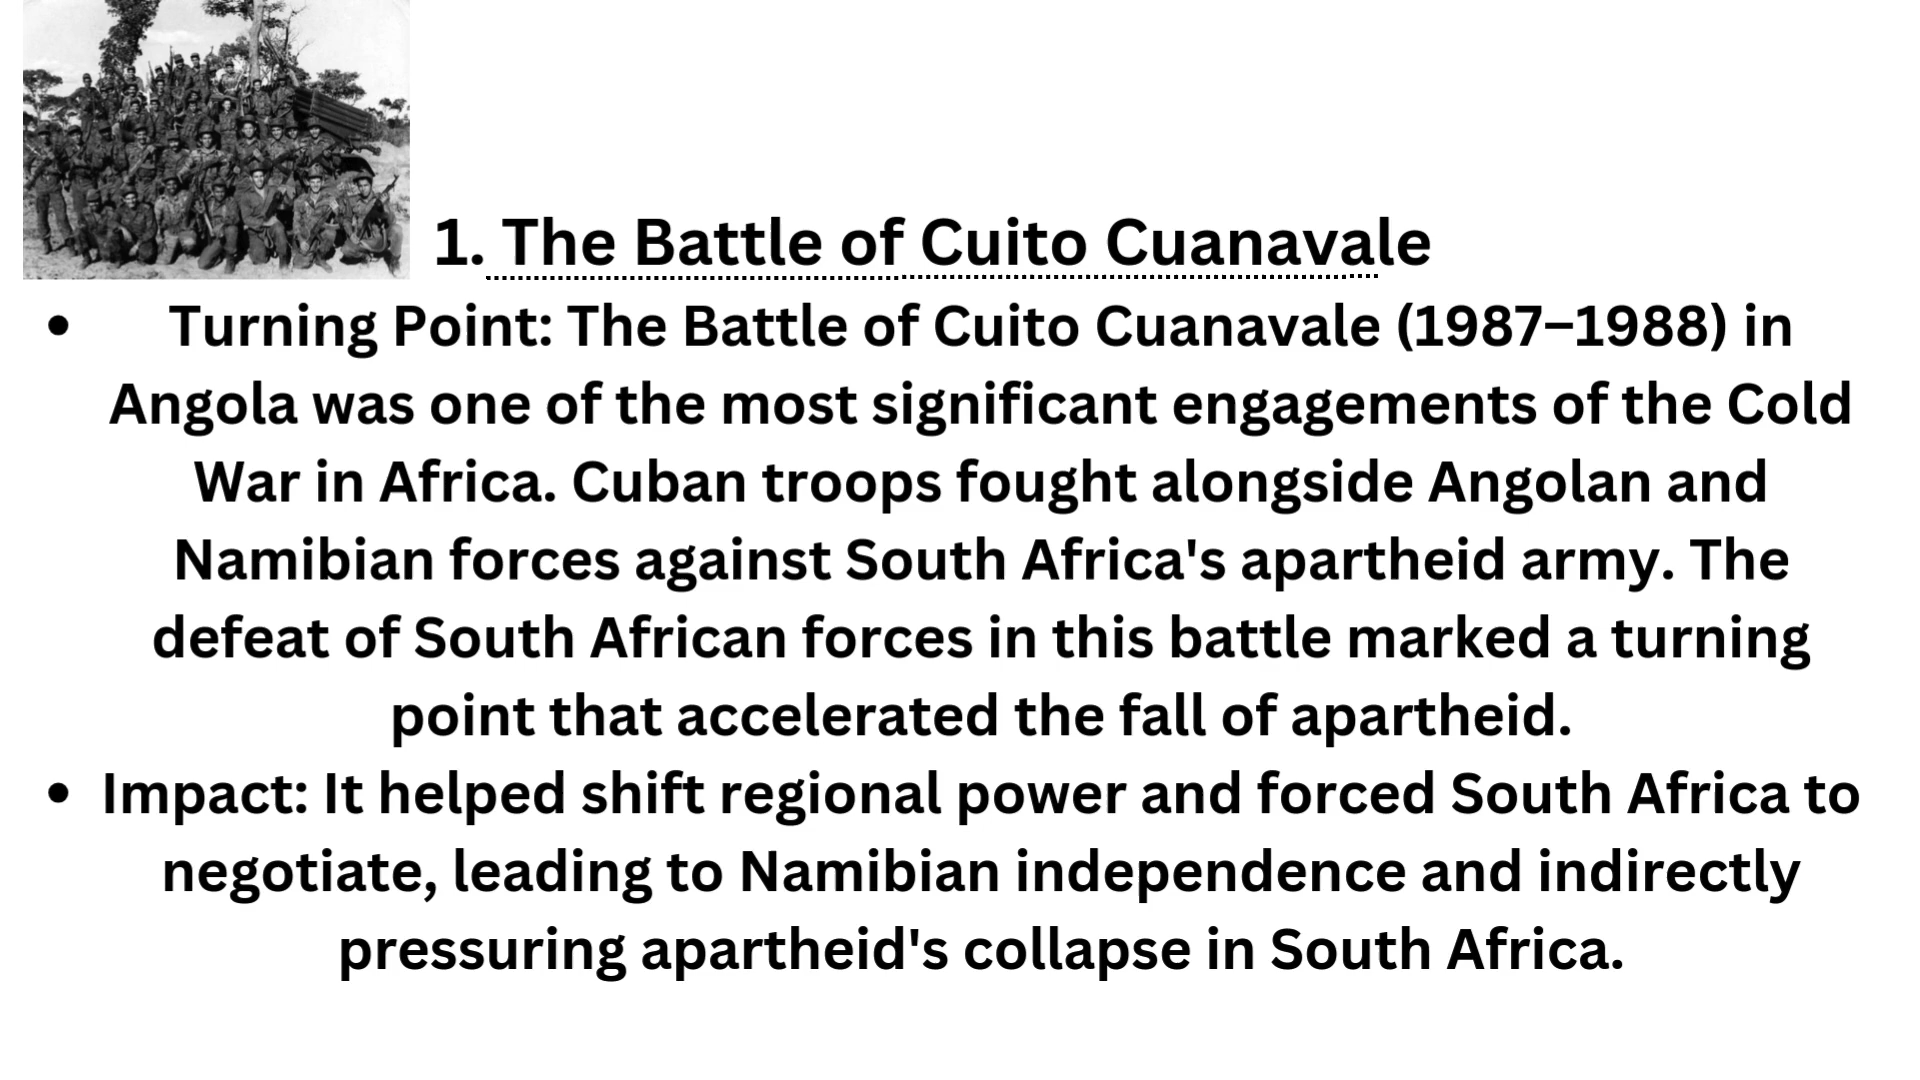 1. The Battle of Cuito Cuanavale
• Turning Point: The Battle of Cuito Cuanavale (1987–1988) in
Angola was one of the most significant engagements of the Cold
War in Africa. Cuban troops fought alongside Angolan and
Namibian forces against South Africa's apartheid army. The
defeat of South African forces in this battle marked a turning
point that accelerated the fall of apartheid.
• Impact: It helped shift regional power and forced South Africa to
negotiate, leading to Namibian independence and indirectly
pressuring apartheid's collapse in South Africa.